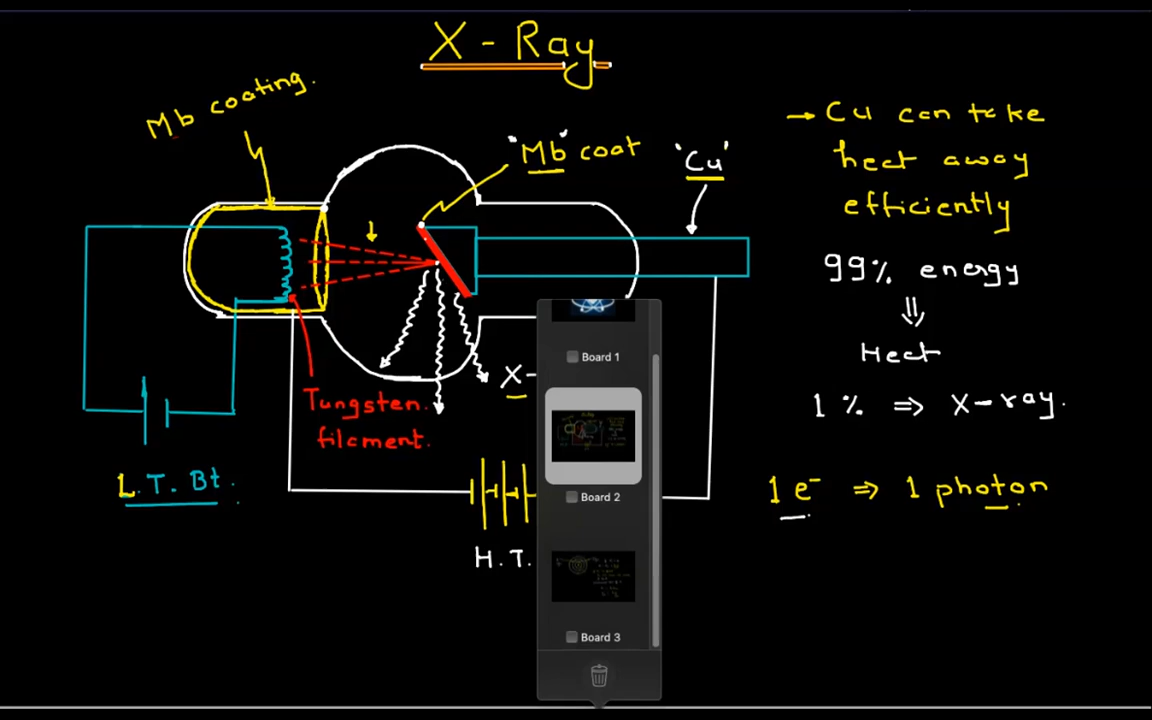 X - Ray
Mb coating.
"Mb" coat
'Cu'
→ Cu can take
heat away
efficiently
99% energy
⇓
Heat
1 % ⇒ X-ray.
1 e⁻ ⇒ 1 photon
X-
Tungsten.
filament.
L.T. Bt.
H.T.
Board 1
Board 2
Board 3